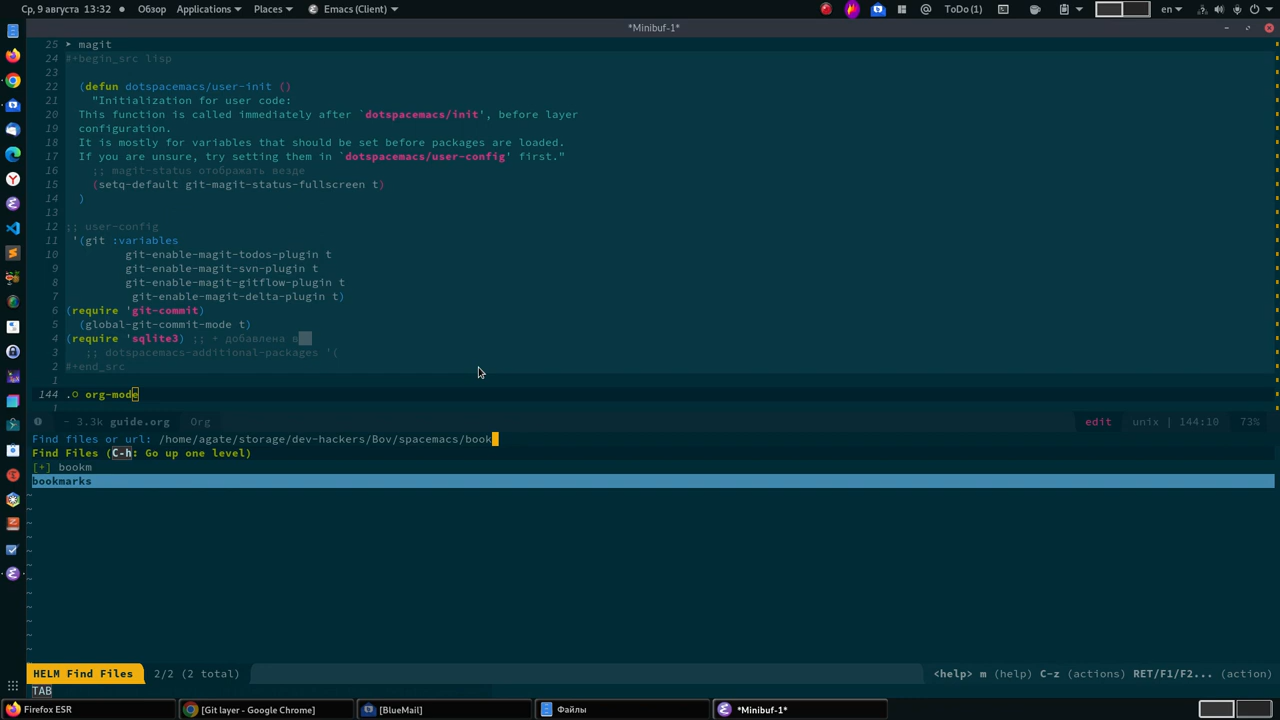 Ср, 9 августа 13:32 Обзор Applications Places Emacs (Client) @ ToDo (1) en
*Minibuf-1*
25 ➤ magit
24 #+begin_src lisp
23
22 (defun dotspacemacs/user-init ()
21 "Initialization for user code:
20 This function is called immediately after `dotspacemacs/init', before layer
19 configuration.
18 It is mostly for variables that should be set before packages are loaded.
17 If you are unsure, try setting them in `dotspacemacs/user-config' first."
16 ;; magit-status отображать везде
15 (setq-default git-magit-status-fullscreen t)
14 )
13
12 ;; user-config
11 '(git :variables
10 git-enable-magit-todos-plugin t
9 git-enable-magit-svn-plugin t
8 git-enable-magit-gitflow-plugin t
7 git-enable-magit-delta-plugin t)
6 (require 'git-commit)
5 (global-git-commit-mode t)
4 (require 'sqlite3) ;; + добавлена в
3 ;; dotspacemacs-additional-packages '(
2 #+end_src
1
144 .○ org-mode
1
- 3.3k guide.org Org edit unix | 144:10 73%
Find files or url: /home/agate/storage/dev-hackers/Bov/spacemacs/book
Find Files (C-h: Go up one level)
[+] bookm
bookmarks
~
~
~
~
~
~
~
~
~
~
~
~
HELM Find Files 2/2 (2 total) <help> m (help) C-z (actions) RET/F1/F2... (action)
TAB
Firefox ESR [Git layer - Google Chrome] [BlueMail] Файлы *Minibuf-1*